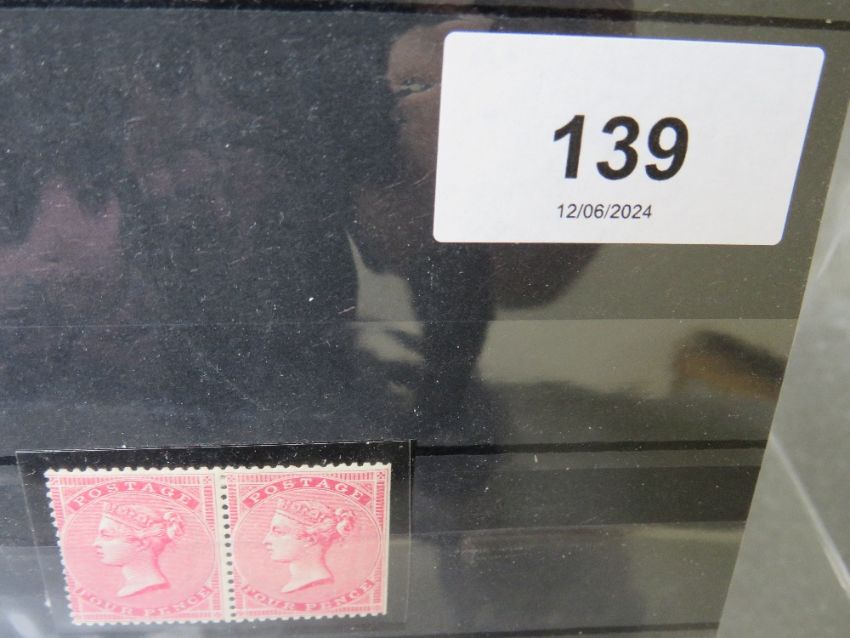 139
12/06/2024
POSTAGE POSTAGE
FOUR PENCE FOUR PENCE